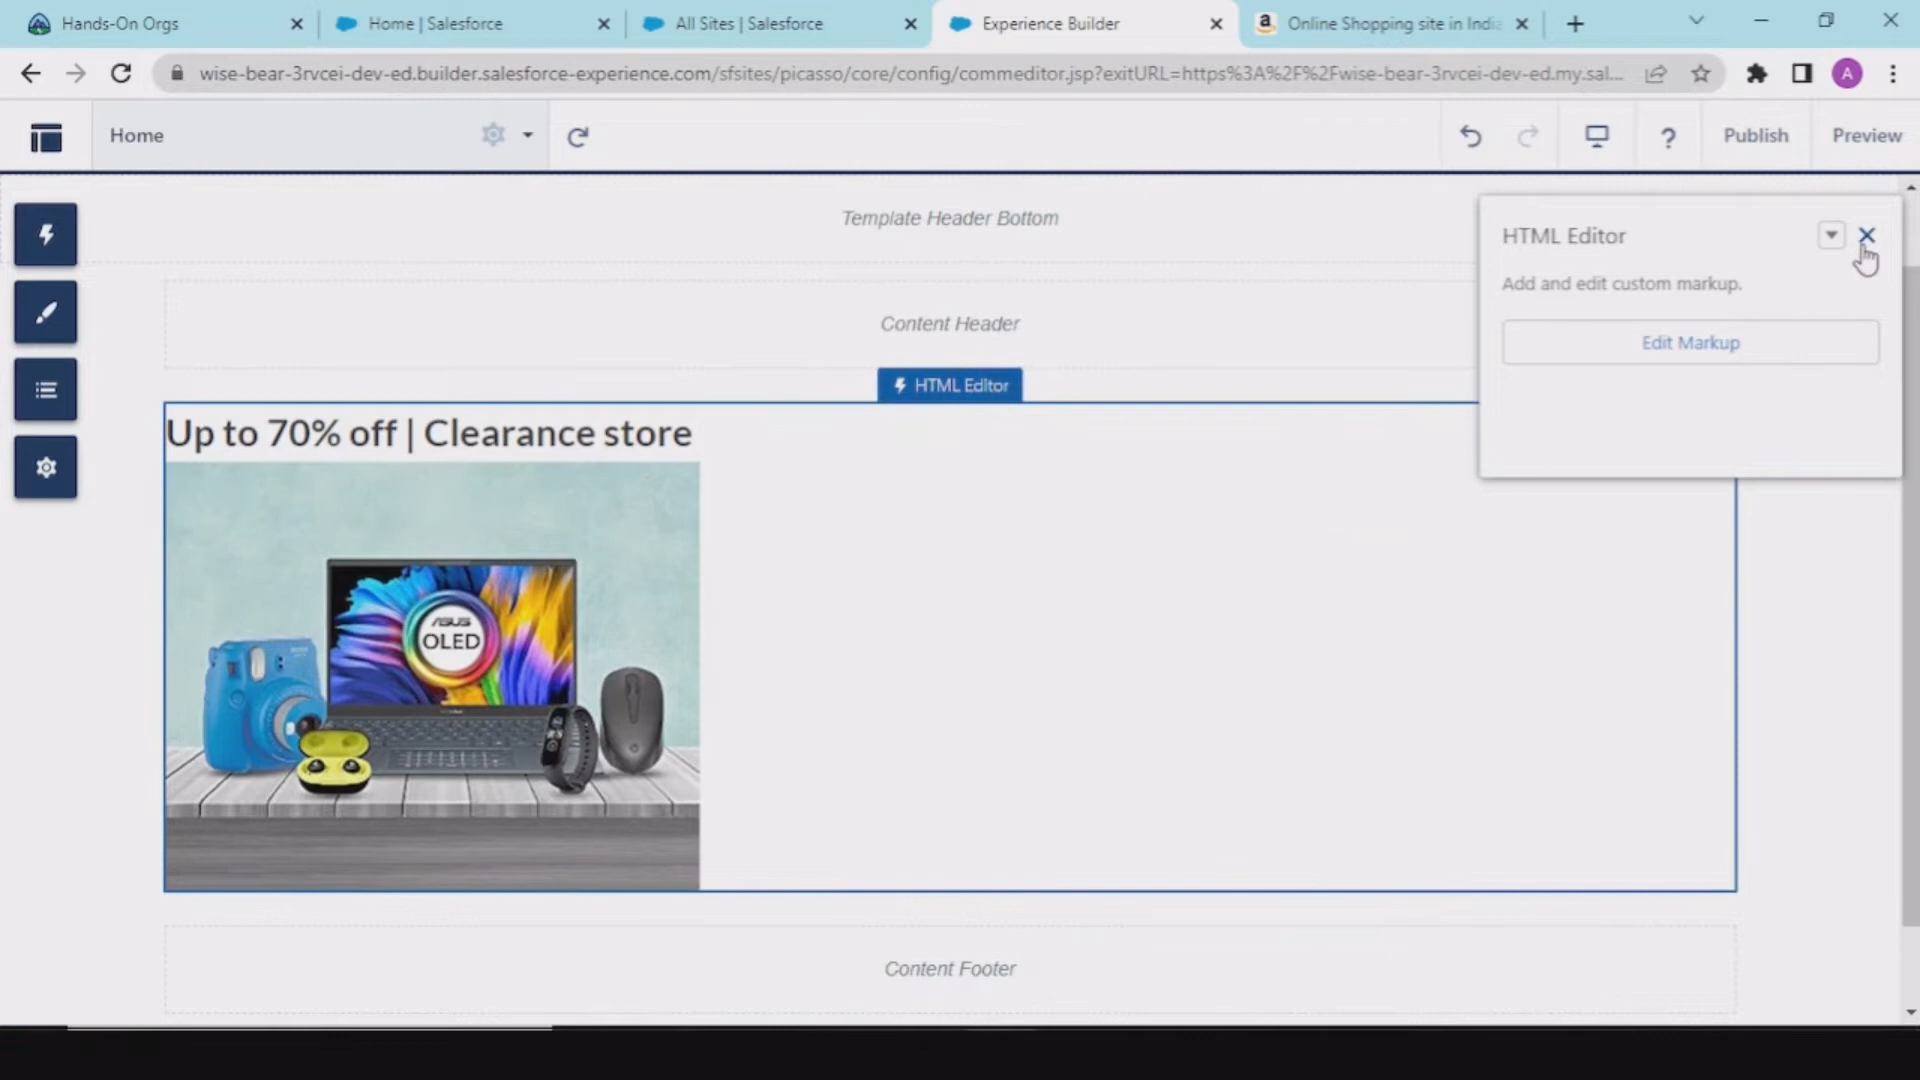 Hands-On Orgs
Home | Salesforce
All Sites | Salesforce
Experience Builder
a
Online Shopping site in India
wise-bear-3rvcei-dev-ed.builder.salesforce-experience.com/sfsites/picasso/core/config/commeditor.jsp?exitURL=https%3A%2F%2Fwise-bear-3rvcei-dev-ed.my.sal...
A
Home
?
Publish
Preview
Template Header Bottom
HTML Editor
Add and edit custom markup.
Edit Markup
Content Header
HTML Editor
Up to 70% off | Clearance store
ASUS
OLED
Content Footer